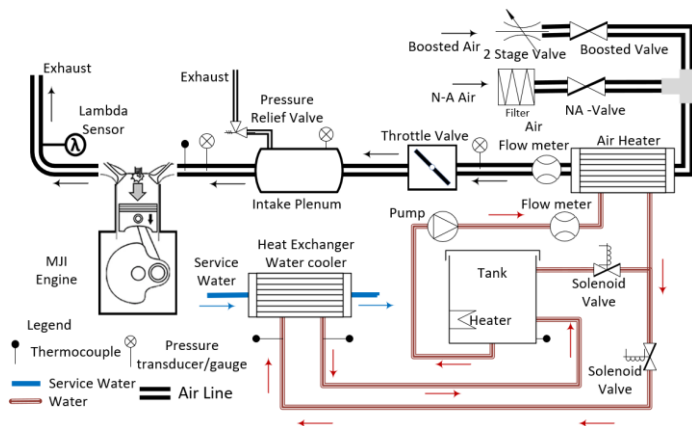 Boosted Air
2 Stage Valve
Boosted Valve
Exhaust
Exhaust
Pressure
Relief Valve
N-A Air
Filter
NA -Valve
Lambda
Sensor
λ
Throttle Valve
Air
Flow meter
Air Heater
Intake Plenum
Pump
Flow meter
MJI
Engine
Service
Water
Heat Exchanger
Water cooler
Tank
Heater
Solenoid
Valve
Solenoid
Valve
Legend
Thermocouple
Pressure
transducer/gauge
Service Water
Water
Air Line